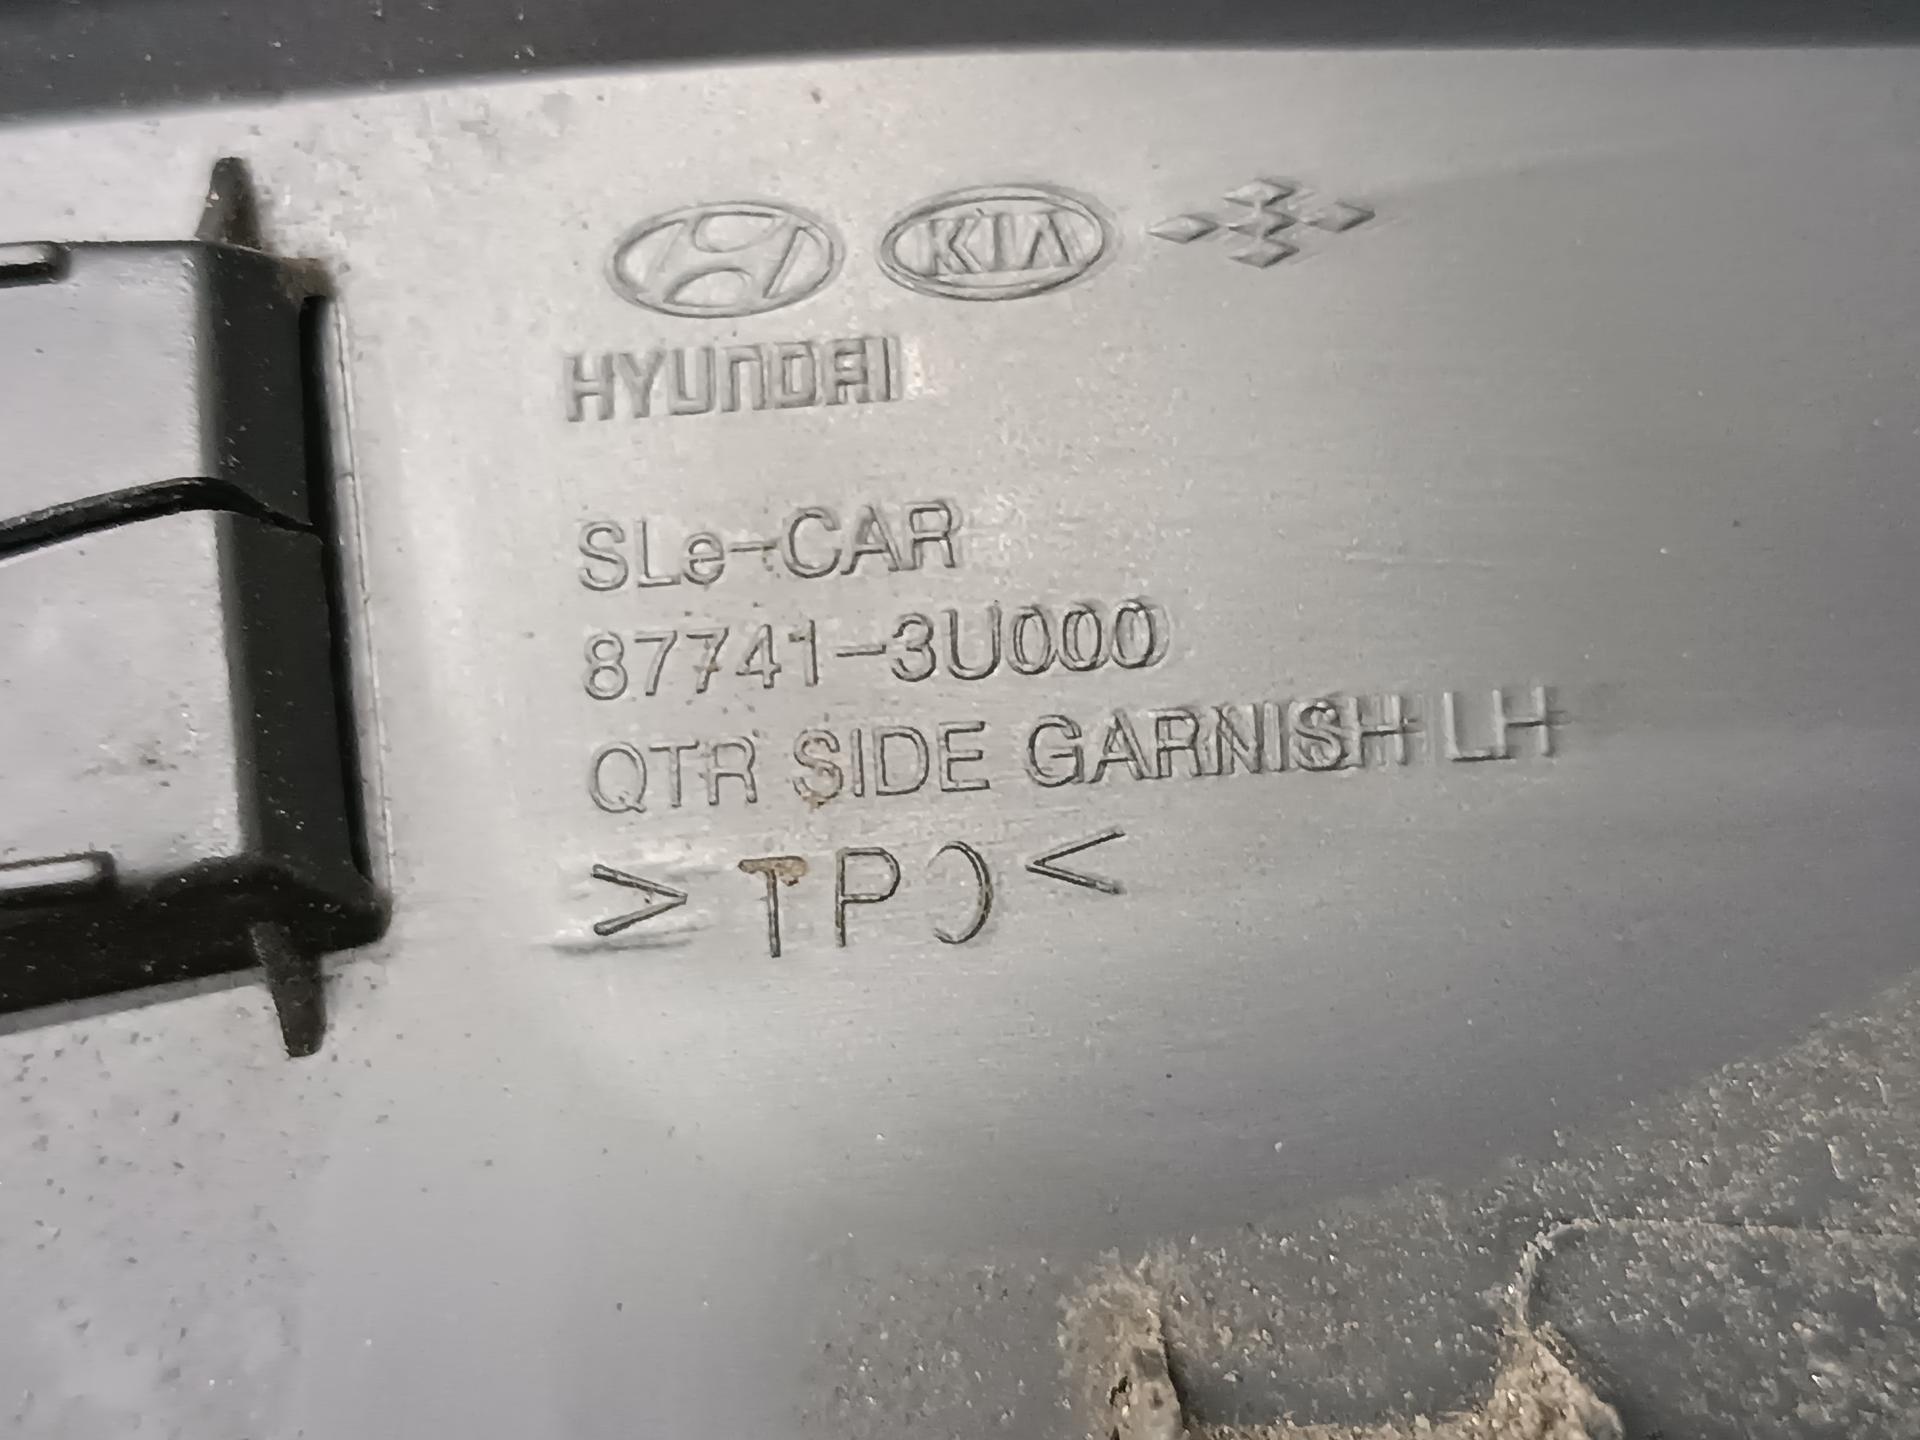 KIA
HYUNDAI
SLe-CAR
87741-3U000
QTR SIDE GARNISH LH
>TPO<